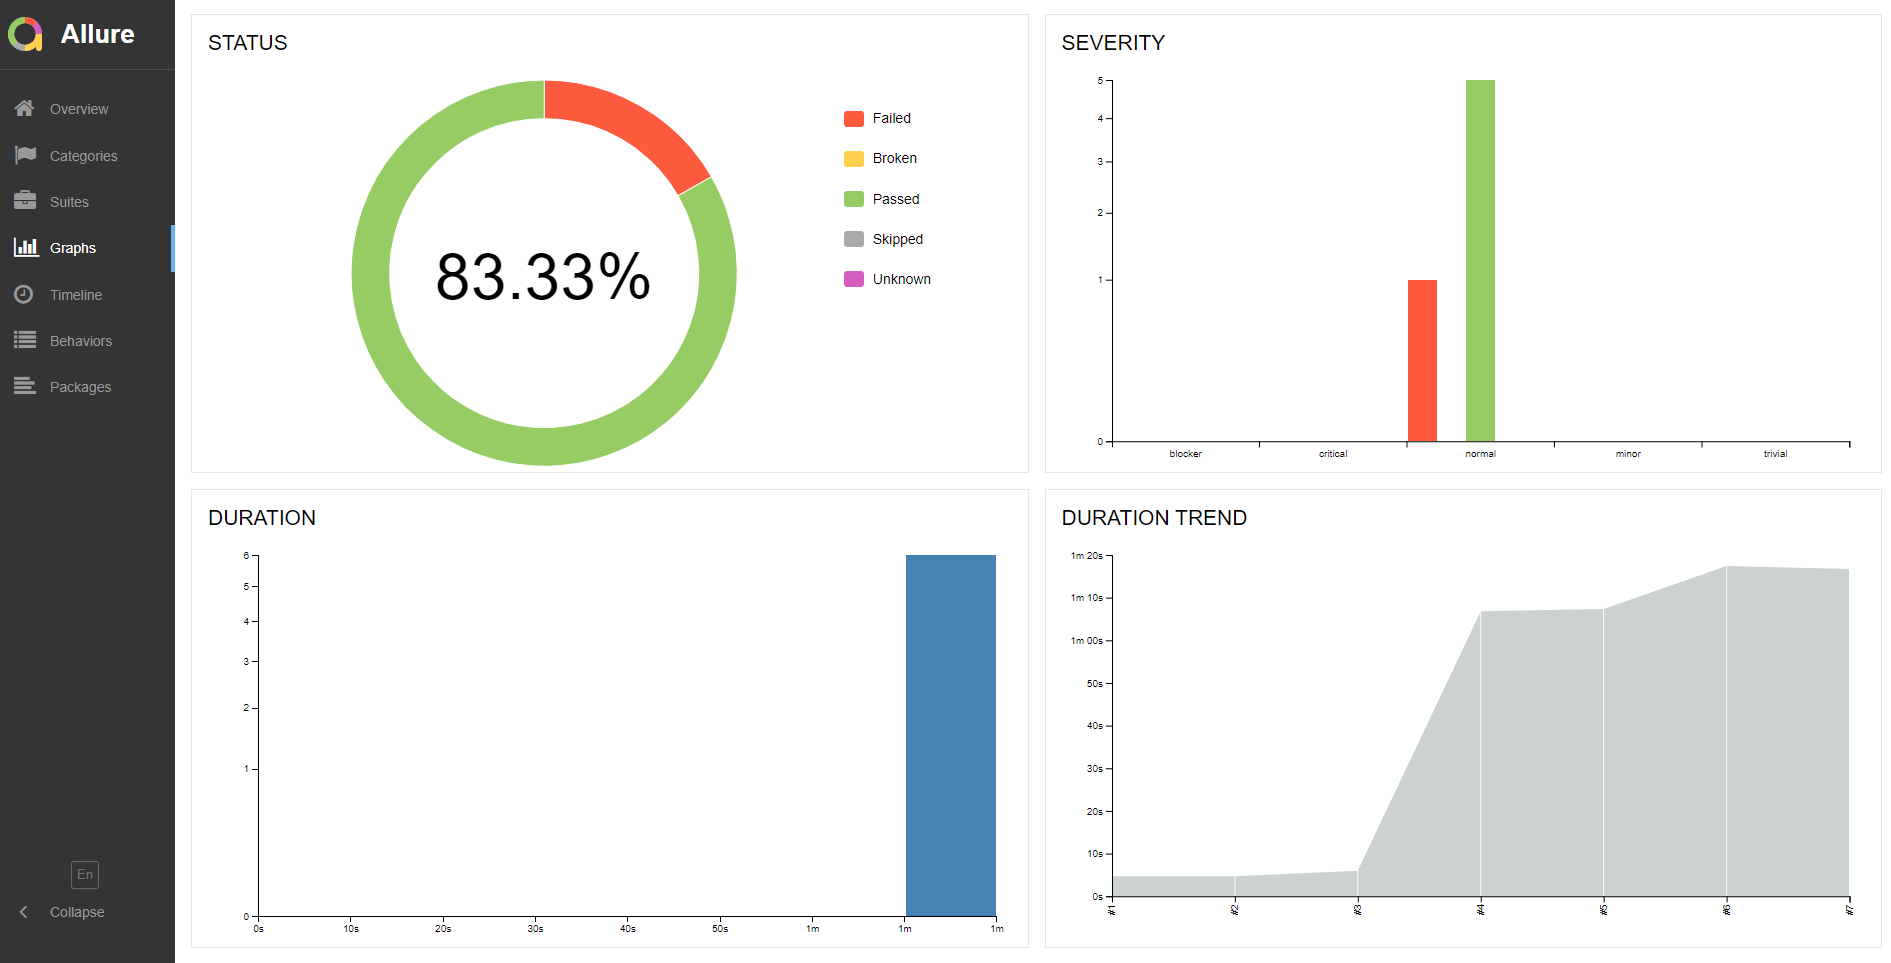 Allure
Overview
Categories
Suites
Graphs
Timeline
Behaviors
Packages
En
Collapse
STATUS
83.33%
Failed
Broken
Passed
Skipped
Unknown
SEVERITY
5
4
3
2
1
0
blocker critical normal minor trivial
DURATION
6
5
4
3
2
1
0
0s 10s 20s 30s 40s 50s 1m 1m 1m
DURATION TREND
1m 20s
1m 10s
1m 00s
50s
40s
30s
20s
10s
0s
#1 #2 #3 #4 #5 #6 #7